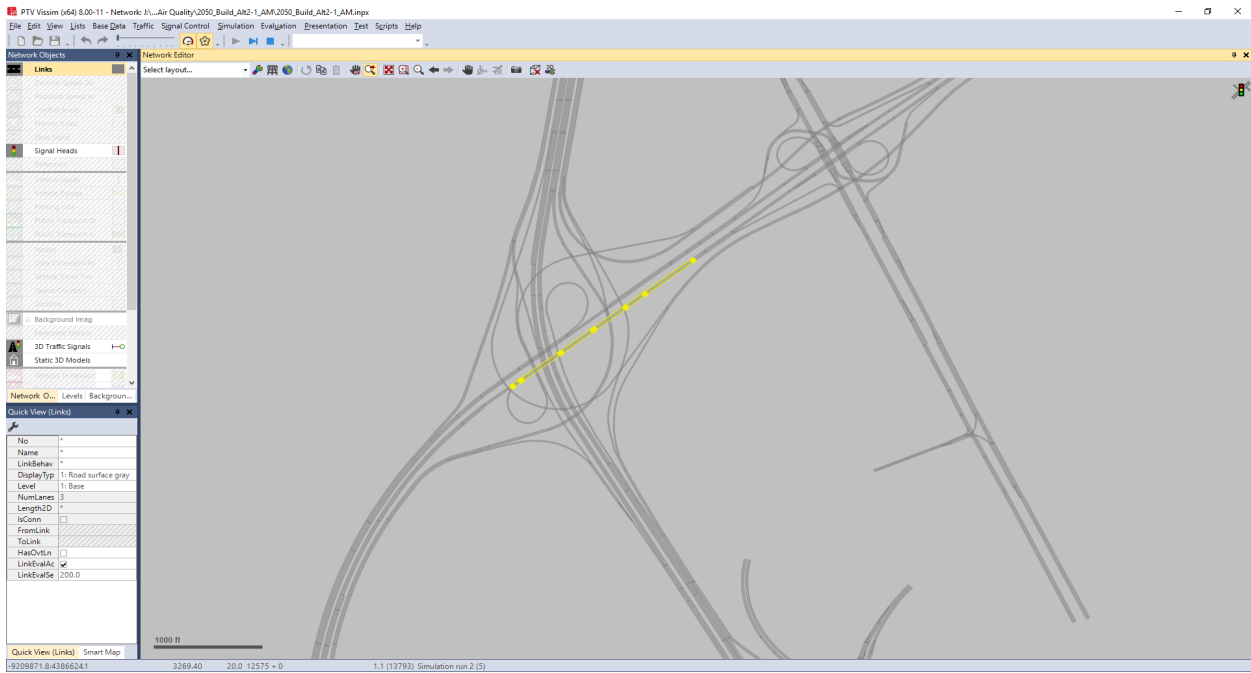 PTV Vissim (x64) 8.00-11 - Network: J:\...Air Quality\2050_Build_Alt2-1_AM\2050_Build_Alt2-1_AM.inpx
File Edit View Lists Base Data Traffic Signal Control Simulation Evaluation Presentation Test Scripts Help
Network Objects
Network Editor
Links
Select layout...
Signal Heads
Background Imag
3D Traffic Signals
Static 3D Models
Network O... Levels Backgroun...
Quick View (Links)
No *
Name *
LinkBehav *
DisplayTyp 1: Road surface gray
Level 1: Base
NumLanes 3
Length2D *
IsConn
FromLink
ToLink
HasOvtLn
LinkEvalAc
LinkEvalSe 200.0
1000 ft
Quick View (Links) Smart Map
-9209871.8:4386624.1 3269.40 20.0 12575 + 0 1.1 (13793) Simulation run 2 (5)